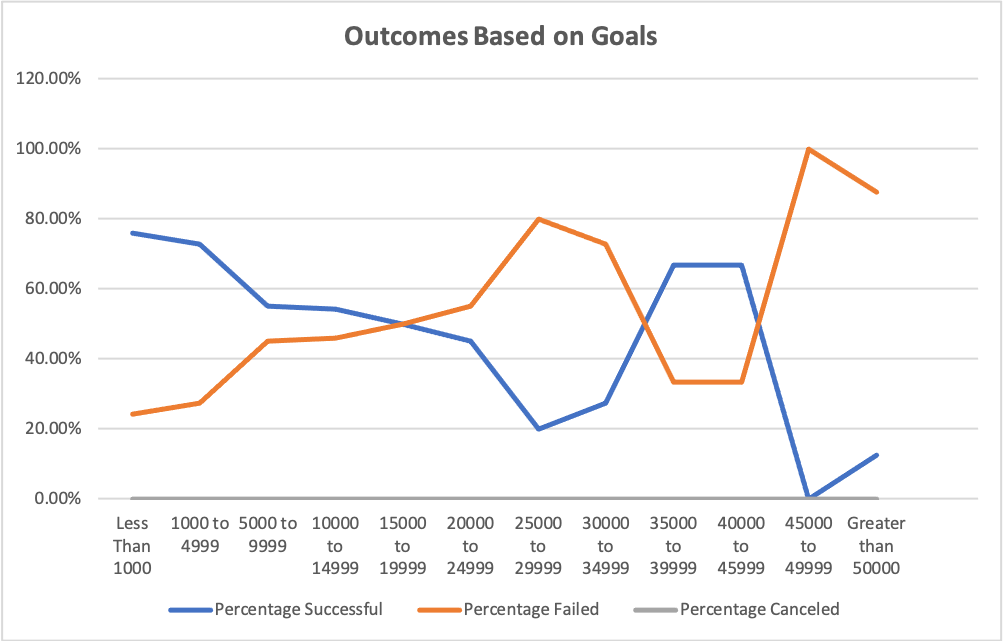 Outcomes Based on Goals
120.00%
100.00%
80.00%
60.00%
40.00%
20.00%
0.00%
Less Than 1000
1000 to 4999
5000 to 9999
10000 to 14999
15000 to 19999
20000 to 24999
25000 to 29999
30000 to 34999
35000 to 39999
40000 to 45999
45000 to 49999
Greater than 50000
Percentage Successful
Percentage Failed
Percentage Canceled